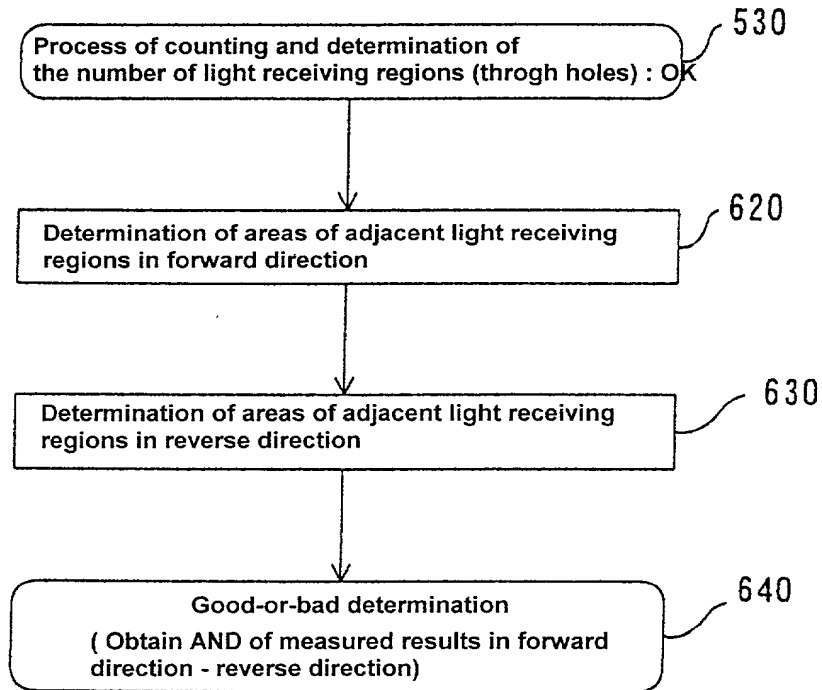 530
Process of counting and determination of
the number of light receiving regions (throgh holes) : OK
620
Determination of areas of adjacent light receiving
regions in forward direction
630
Determination of areas of adjacent light receiving
regions in reverse direction
640
Good-or-bad determination
( Obtain AND of measured results in forward
direction - reverse direction)